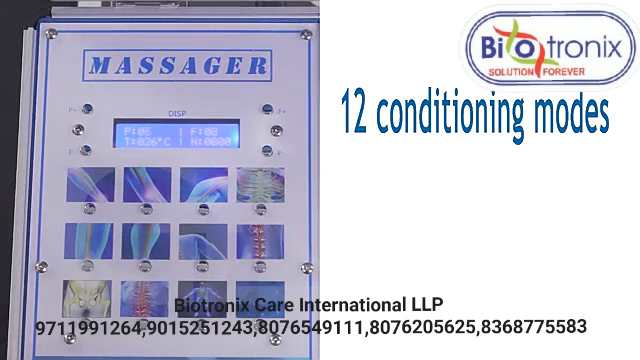 MASSAGER
DISP
P+
F+
P:06 | F:08
T:026°C | N:0000
P-
F-
Biotronix
SOLUTION FOREVER
12 conditioning modes
Biotronix Care International LLP
9711991264,9015251243,8076549111,8076205625,8368775583